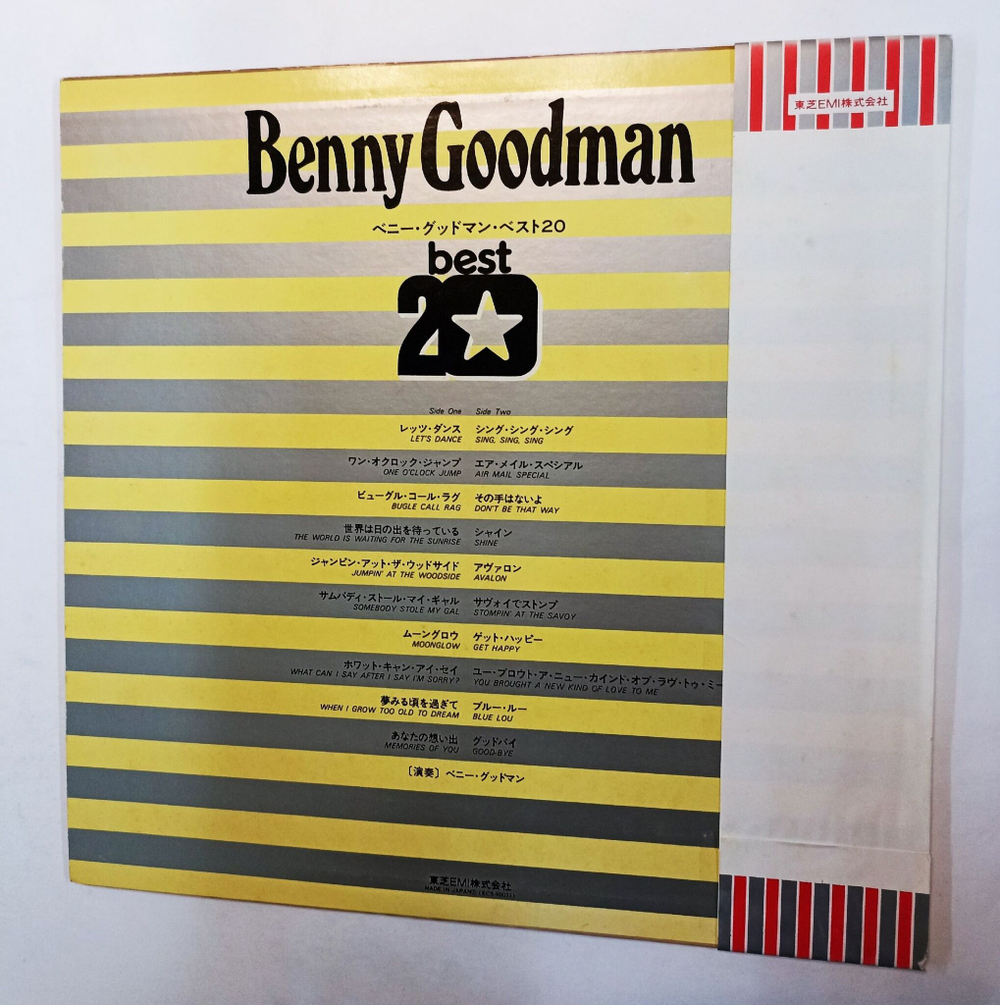 東芝EMI株式会社
Benny Goodman
ベニー・グッドマン・ベスト20
best
20
Side One
レッツ・ダンス
LET'S DANCE
ワン・オクロック・ジャンプ
ONE O'CLOCK JUMP
ビューグル・コール・ラグ
BUGLE CALL RAG
世界は日の出を待っている
THE WORLD IS WAITING FOR THE SUNRISE
ジャンピン・アット・ザ・ウッドサイド
JUMPIN' AT THE WOODSIDE
サムバディ・ストール・マイ・ギャル
SOMEBODY STOLE MY GAL
ムーングロウ
MOONGLOW
ホワット・キャン・アイ・セイ
WHAT CAN I SAY AFTER I SAY I'M SORRY?
夢みる頃を過ぎて
WHEN I GROW TOO OLD TO DREAM
あなたの想い出
MEMORIES OF YOU
Side Two
シング・シング・シング
SING, SING, SING
エア・メイル・スペシアル
AIR MAIL SPECIAL
その手はないよ
DON'T BE THAT WAY
シャイン
SHINE
アヴァロン
AVALON
サヴォイでストンプ
STOMPIN' AT THE SAVOY
ゲット・ハッピー
GET HAPPY
ユー・ブロウト・ア・ニュー・カインド・オブ・ラヴ・トゥ・ミー
YOU BROUGHT A NEW KIND OF LOVE TO ME
ブルー・ルー
BLUE LOU
グッドバイ
GOOD-BYE
〔演奏〕ベニー・グッドマン
東芝EMI株式会社
MADE IN JAPAN